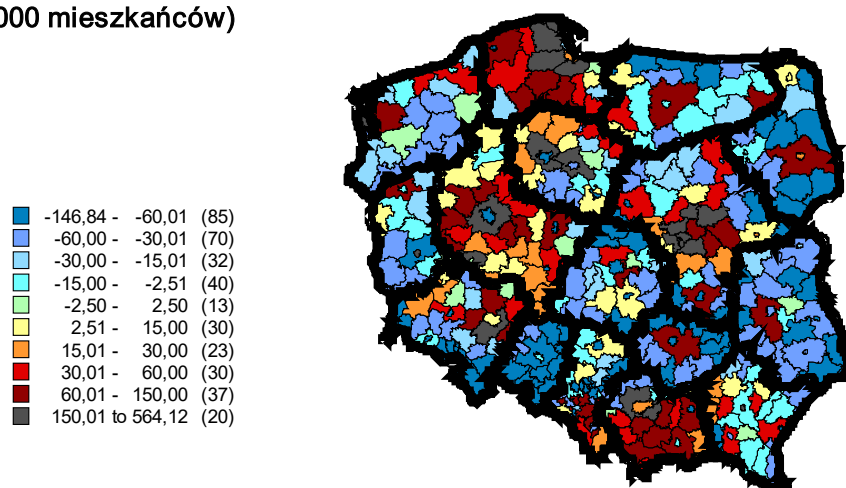 000 mieszkańców)
-146,84 - -60,01 (85)
-60,00 - -30,01 (70)
-30,00 - -15,01 (32)
-15,00 - -2,51 (40)
-2,50 - 2,50 (13)
2,51 - 15,00 (30)
15,01 - 30,00 (23)
30,01 - 60,00 (30)
60,01 - 150,00 (37)
150,01 to 564,12 (20)